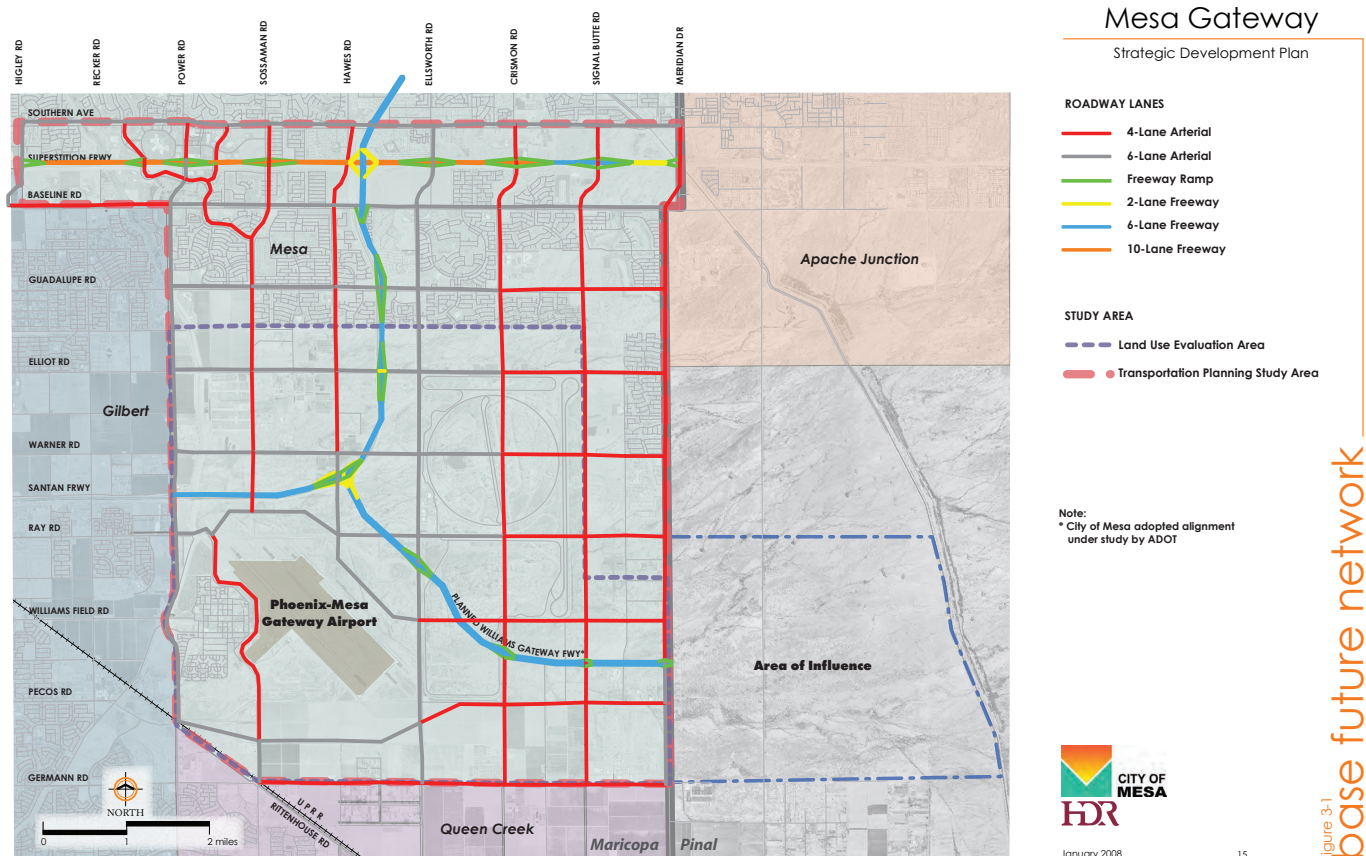 Mesa Gateway
Strategic Development Plan
HIGLEY RD
RECKER RD
POWER RD
SOSSAMAN RD
HAWES RD
ELLSWORTH RD
CRISMON RD
SIGNAL BUTTE RD
MERIDIAN DR
SOUTHERN AVE
SUPERSTITION FRWY
BASELINE RD
GUADALUPE RD
ELLIOT RD
WARNER RD
SANTAN FRWY
RAY RD
WILLIAMS FIELD RD
PECOS RD
GERMANN RD
Mesa
Apache Junction
Gilbert
Phoenix-Mesa
Gateway Airport
PLANNED WILLIAMS GATEWAY FWY*
Area of Influence
UPRR
RITTENHOUSE RD
Queen Creek
Maricopa
Pinal
NORTH
0 1 2 miles
ROADWAY LANES
4-Lane Arterial
6-Lane Arterial
Freeway Ramp
2-Lane Freeway
6-Lane Freeway
10-Lane Freeway
STUDY AREA
Land Use Evaluation Area
Transportation Planning Study Area
Note:
* City of Mesa adopted alignment
under study by ADOT
CITY OF
MESA
HDR
January 2008 15
igure 3-1
base future network